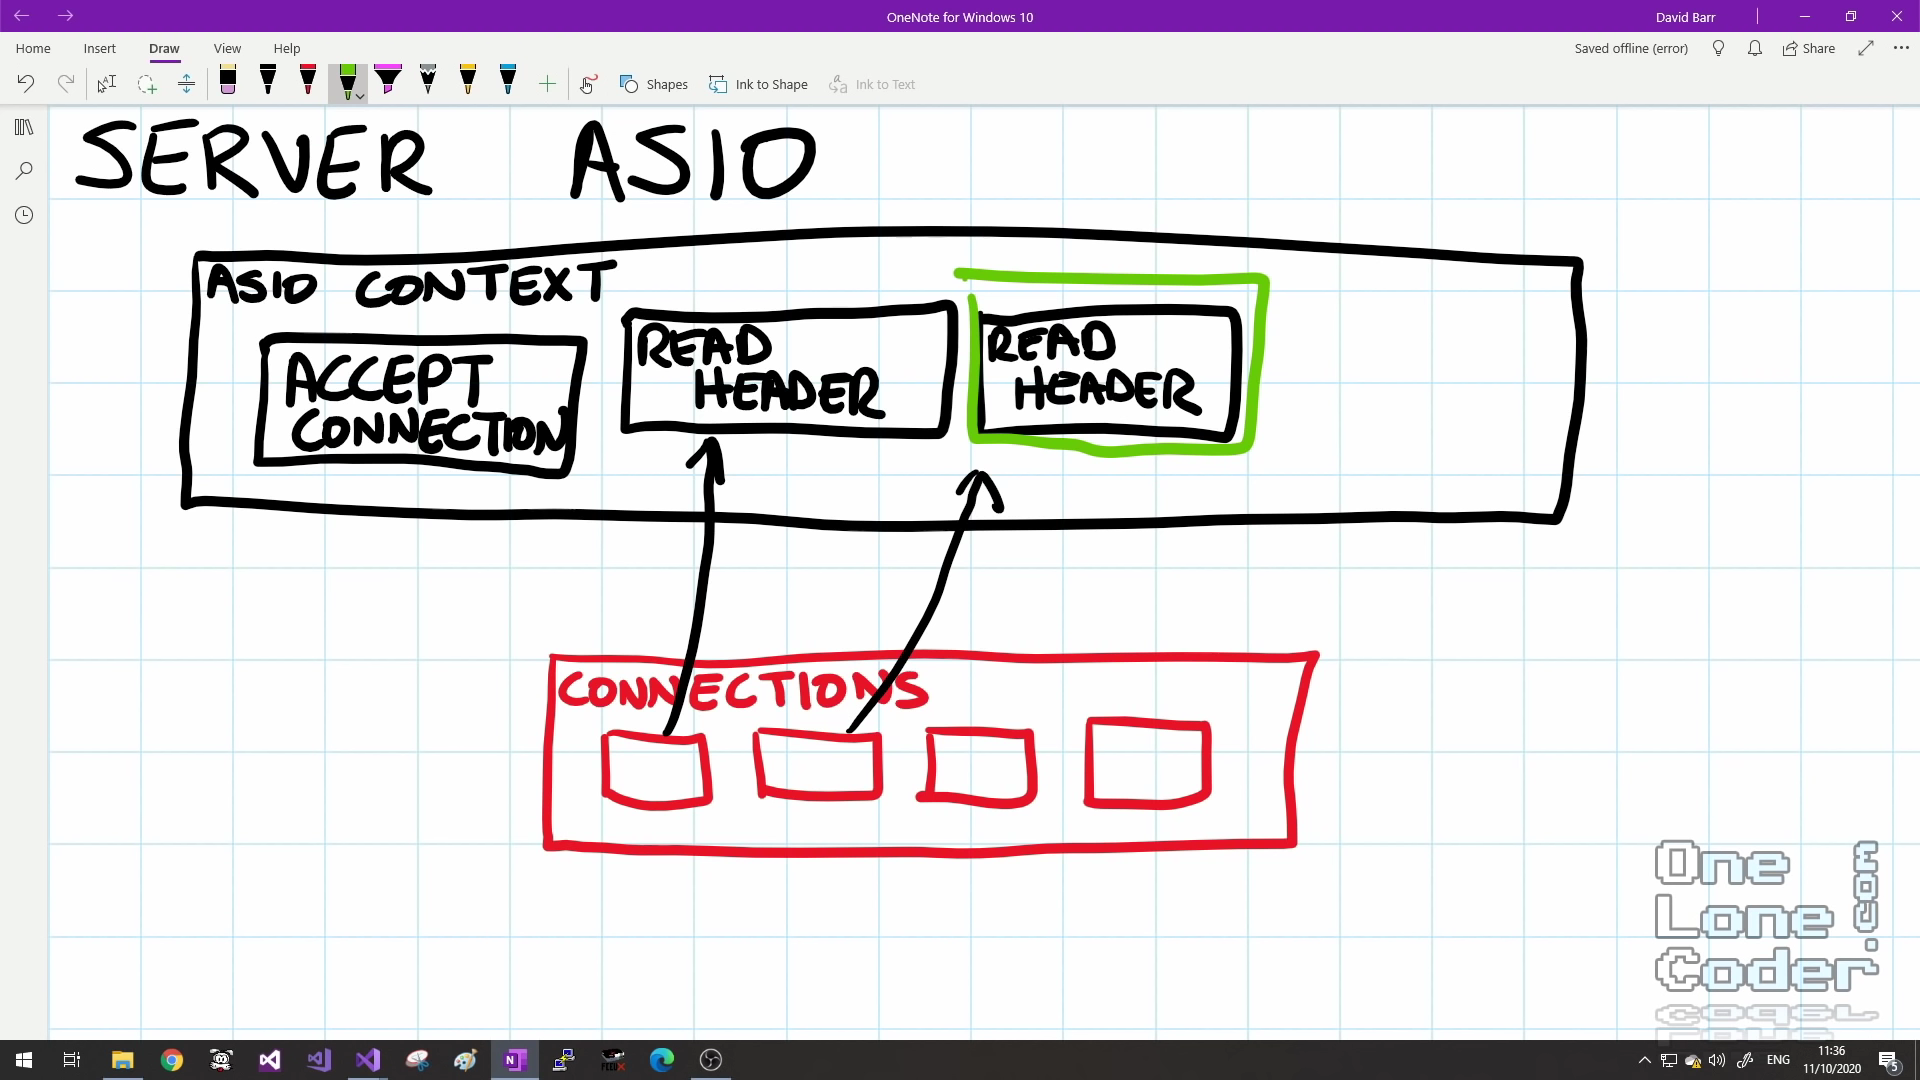 OneNote for Windows 10
David Barr
Home Insert Draw View Help
Saved offline (error)
Share
Shapes
Ink to Shape
Ink to Text
SERVER ASIO
ASIO CONTEXT
ACCEPT
CONNECTION
READ
HEADER
READ
HEADER
CONNECTIONS
One
Lone
Coder
.com
ENG
11:36
11/10/2020
5